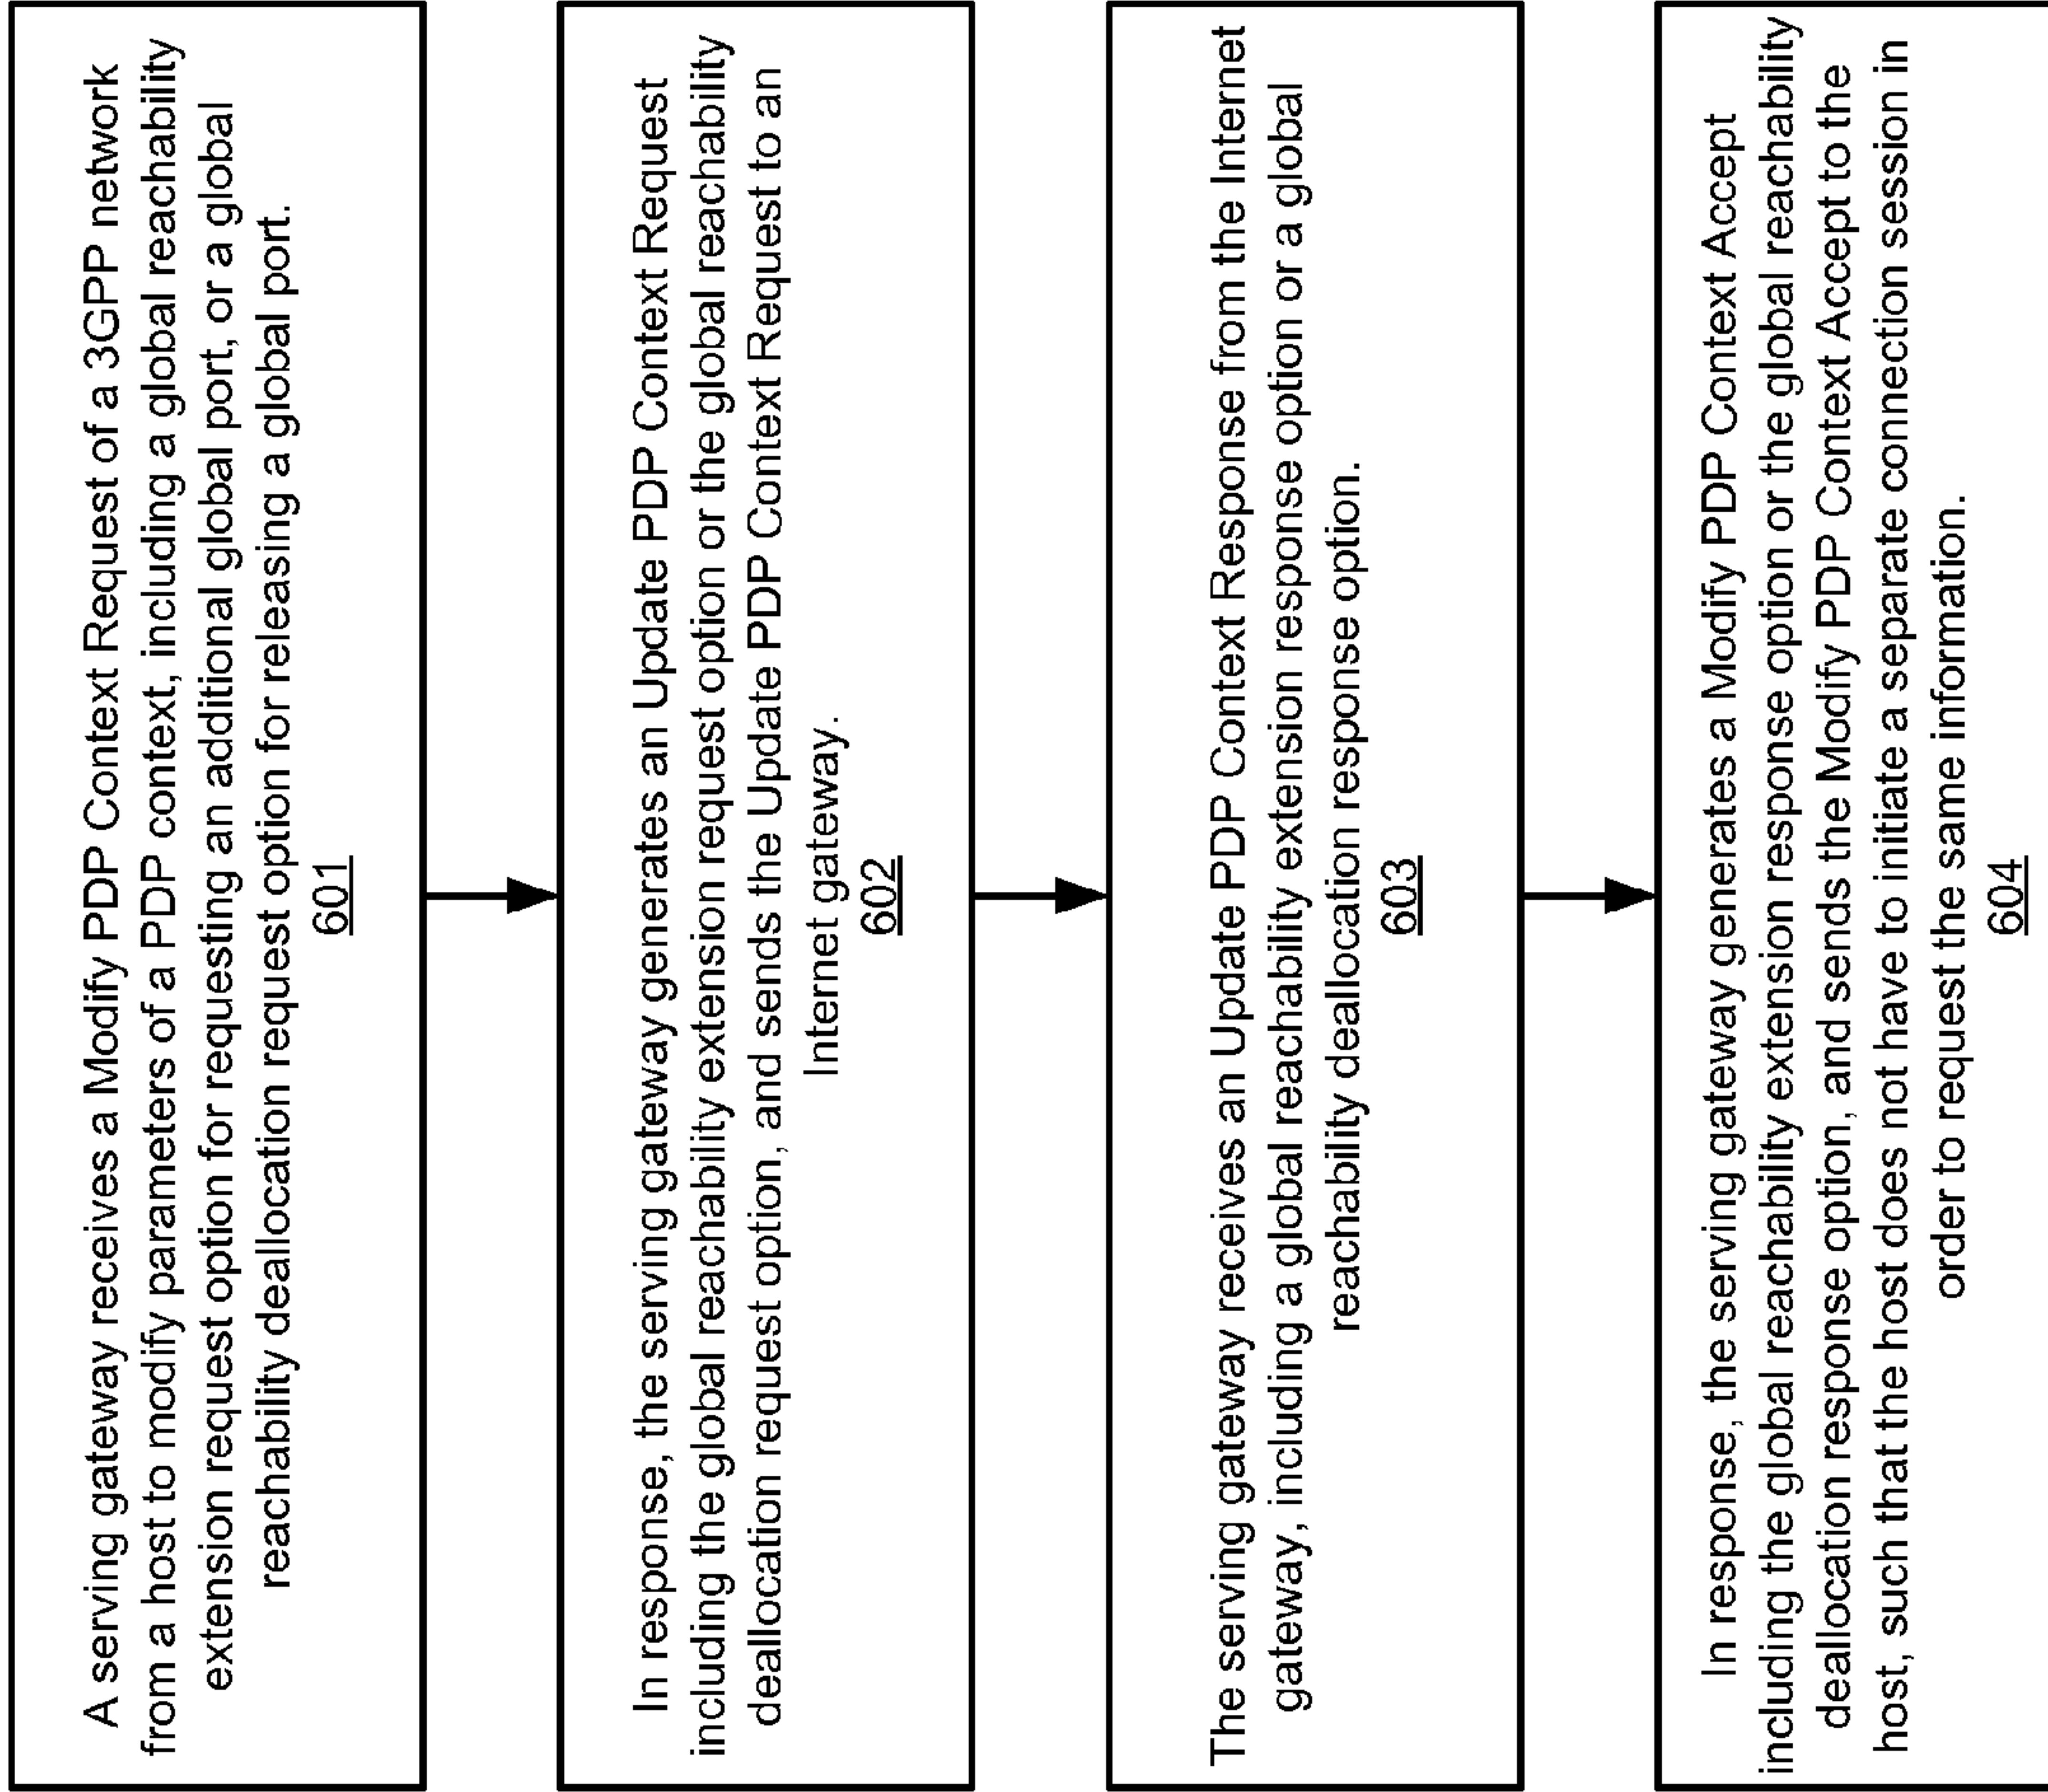 A serving gateway receives a Modify PDP Context Request of a 3GPP network
from a host to modify parameters of a PDP context, including a global reachability
extension request option for requesting an additional global port, or a global
reachability deallocation request option for releasing a global port.
601
In response, the serving gateway generates an Update PDP Context Request
including the global reachability extension request option or the global reachability
deallocation request option, and sends the Update PDP Context Request to an
Internet gateway.
602
The serving gateway receives an Update PDP Context Response from the Internet
gateway, including a global reachability extension response option or a global
reachability deallocation response option.
603
In response, the serving gateway generates a Modify PDP Context Accept
including the global reachability extension response option or the global reachability
deallocation response option, and sends the Modify PDP Context Accept to the
host, such that the host does not have to initiate a separate connection session in
order to request the same information.
604